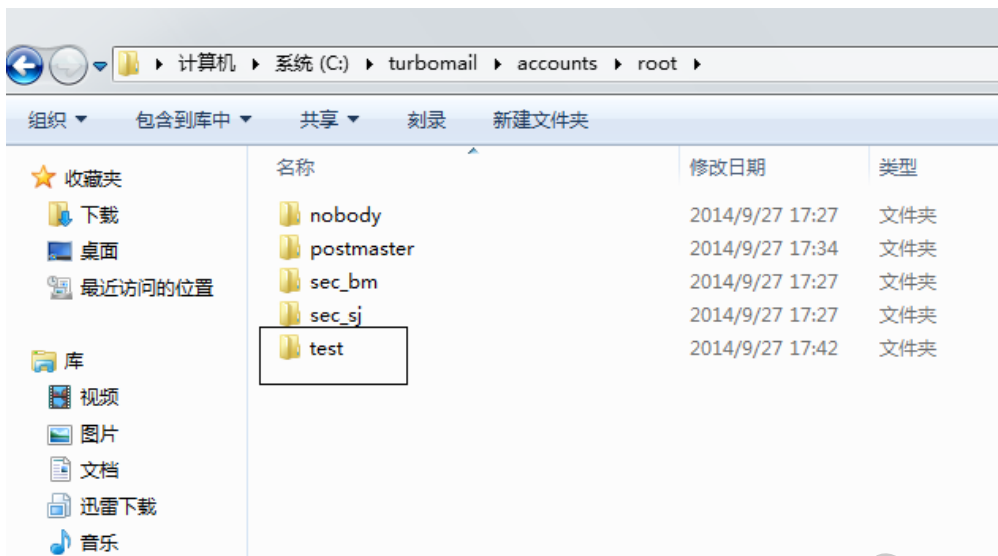 计算机 系统 (C:) turbomail accounts root
组织 包含到库中 共享 刻录 新建文件夹
收藏夹
下载
桌面
最近访问的位置
库
视频
图片
文档
迅雷下载
音乐
名称 修改日期 类型
nobody 2014/9/27 17:27 文件夹
postmaster 2014/9/27 17:34 文件夹
sec_bm 2014/9/27 17:27 文件夹
sec_sj 2014/9/27 17:27 文件夹
test 2014/9/27 17:42 文件夹